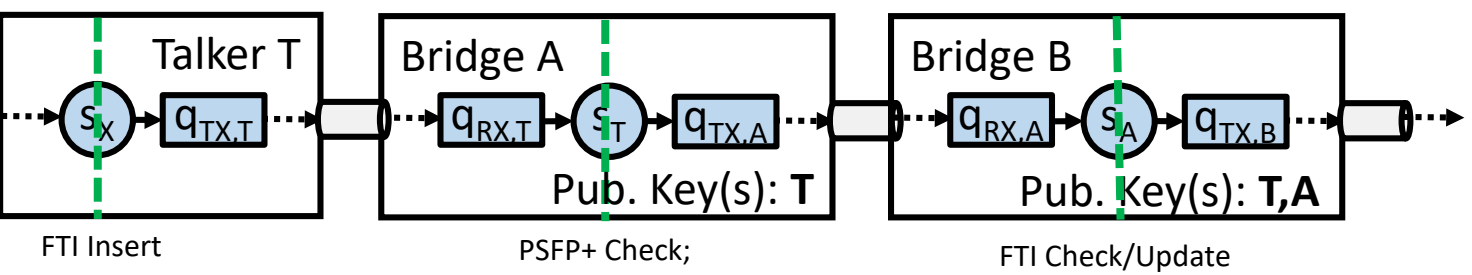 Talker T
s_X
q_TX,T
FTI Insert
Bridge A
q_RX,T
s_T
q_TX,A
Pub. Key(s): T
PSFP+ Check;
Bridge B
q_RX,A
s_A
q_TX,B
Pub. Key(s): T,A
FTI Check/Update